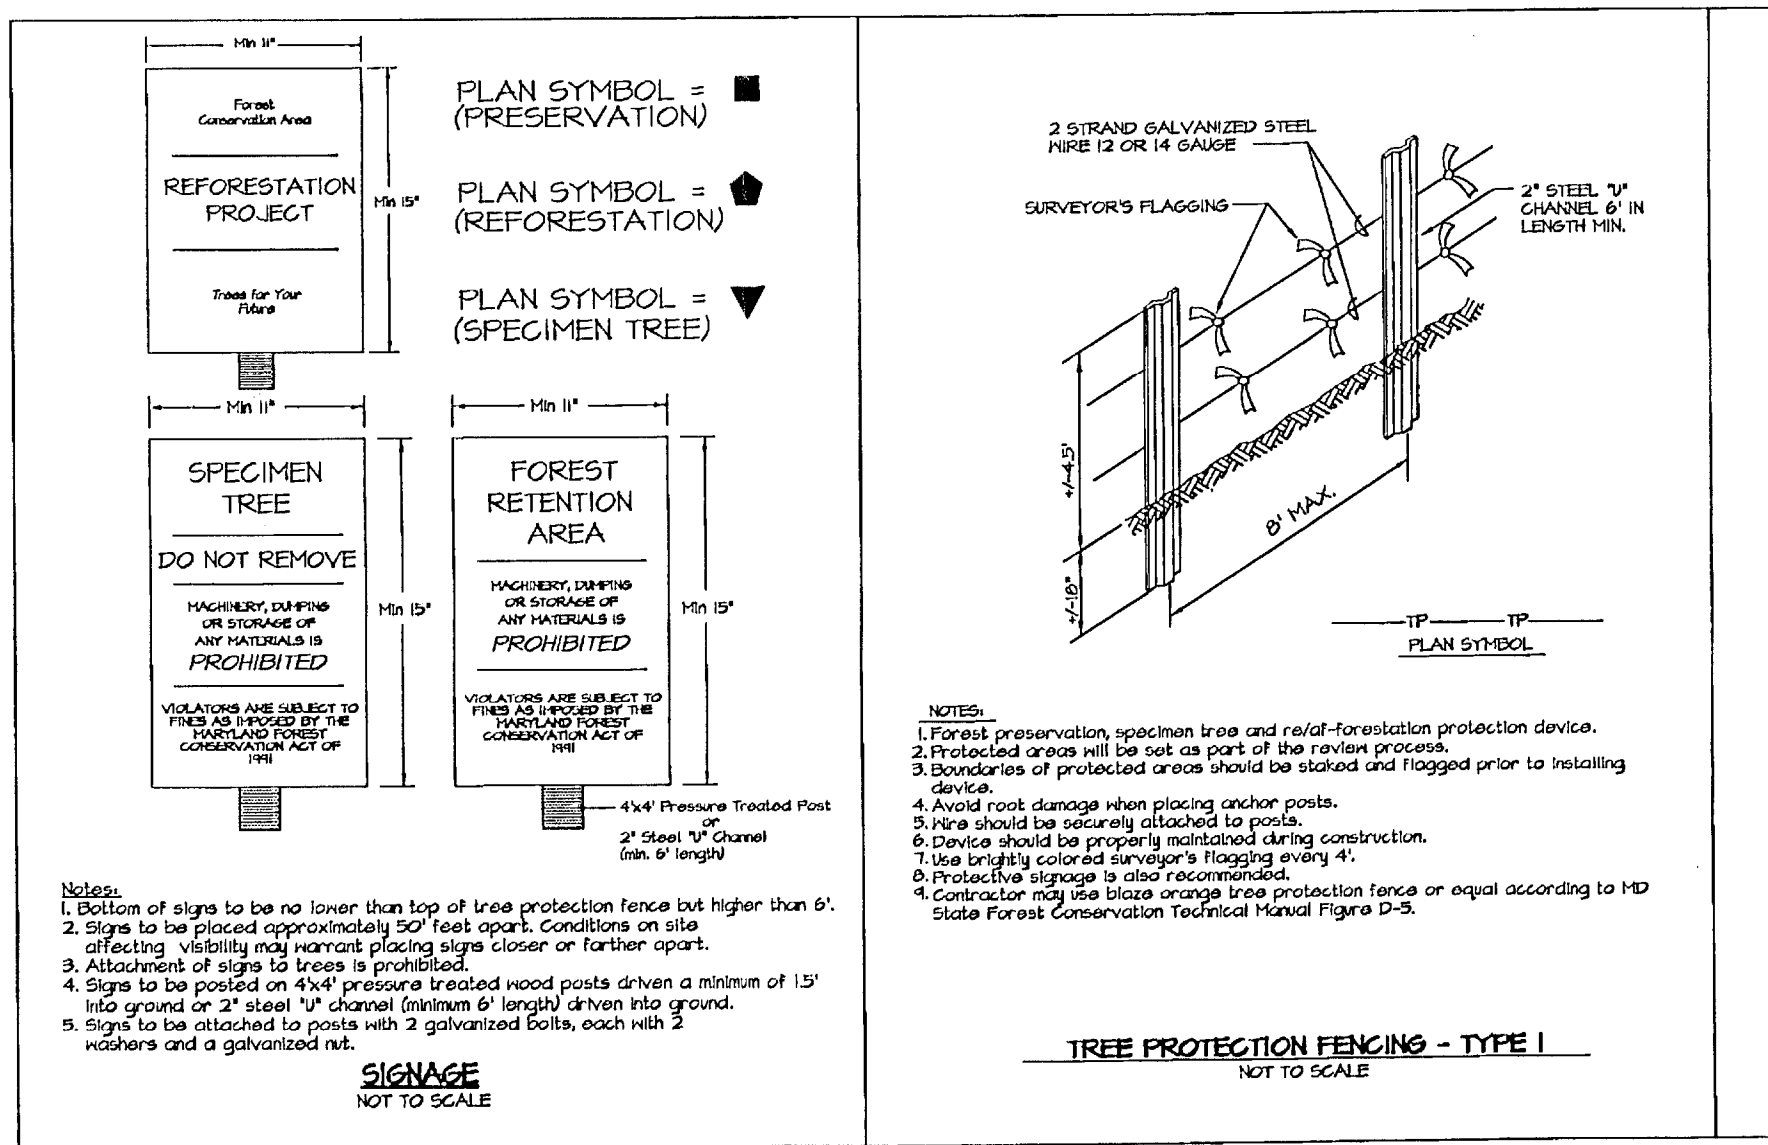 Min 11"
Forest
Conservation Area
REFORESTATION
PROJECT
Trees for Your
Future
Min 15"
PLAN SYMBOL =
(PRESERVATION)
PLAN SYMBOL =
(REFORESTATION)
PLAN SYMBOL =
(SPECIMEN TREE)
Min 11"
SPECIMEN
TREE
DO NOT REMOVE
MACHINERY, DUMPING
OR STORAGE OF
ANY MATERIALS IS
PROHIBITED
VIOLATORS ARE SUBJECT TO
FINES AS IMPOSED BY THE
MARYLAND FOREST
CONSERVATION ACT OF
1991
Min 15"
Min 11"
FOREST
RETENTION
AREA
MACHINERY, DUMPING
OR STORAGE OF
ANY MATERIALS IS
PROHIBITED
VIOLATORS ARE SUBJECT TO
FINES AS IMPOSED BY THE
MARYLAND FOREST
CONSERVATION ACT OF
1991
Min 15"
4'x4' Pressure Treated Post
or
2" Steel "U" Channel
(min. 6' length)
Notes:
1. Bottom of signs to be no lower than top of tree protection fence but higher than 6'.
2. Signs to be placed approximately 50' feet apart. Conditions on site
affecting visibility may warrant placing signs closer or farther apart.
3. Attachment of signs to trees is prohibited.
4. Signs to be posted on 4'x4' pressure treated wood posts driven a minimum of 1.5'
into ground or 2" steel "U" channel (minimum 6' length) driven into ground.
5. Signs to be attached to posts with 2 galvanized bolts, each with 2
washers and a galvanized nut.
SIGNAGE
NOT TO SCALE
2 STRAND GALVANIZED STEEL
WIRE 12 OR 14 GAUGE
SURVEYOR'S FLAGGING
2" STEEL "U"
CHANNEL 6' IN
LENGTH MIN.
+/-4.5'
+/-18"
8' MAX.
TP TP
PLAN SYMBOL
NOTES:
1. Forest preservation, specimen tree and re/af-forestation protection device.
2. Protected areas will be set as part of the review process.
3. Boundaries of protected areas should be staked and flagged prior to installing
device.
4. Avoid root damage when placing anchor posts.
5. Wire should be securely attached to posts.
6. Device should be properly maintained during construction.
7. Use brightly colored surveyor's flagging every 4'.
8. Protective signage is also recommended.
9. Contractor may use blaze orange tree protection fence or equal according to MD
State Forest Conservation Technical Manual Figure D-5.
TREE PROTECTION FENCING - TYPE I
NOT TO SCALE